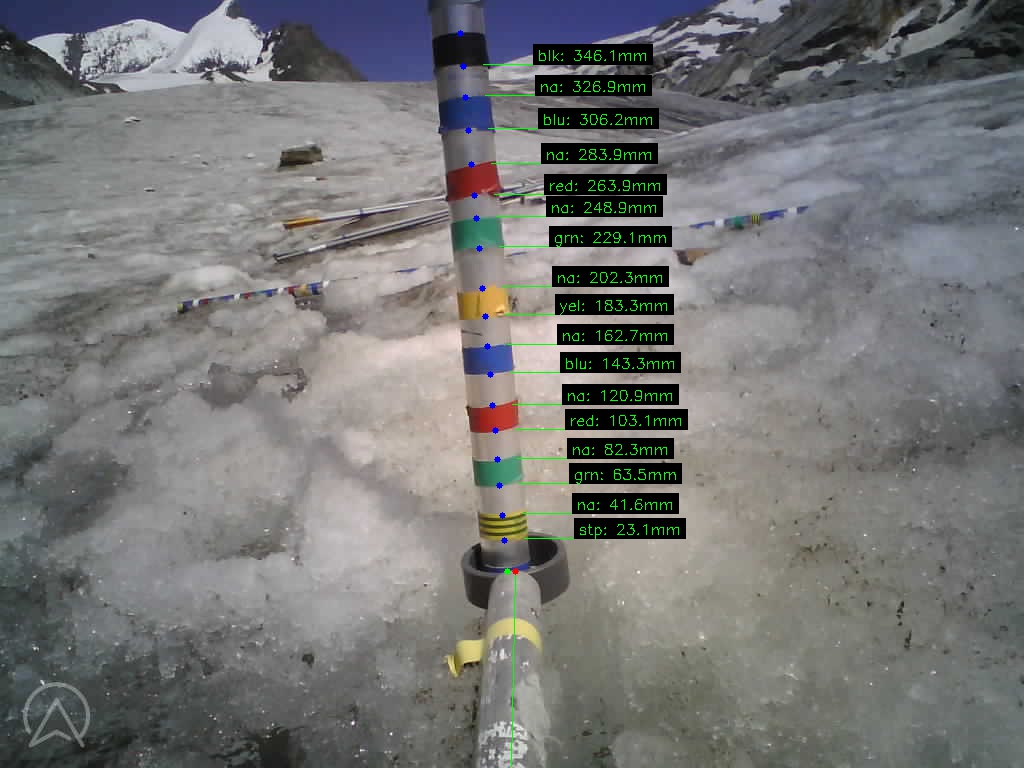 blk: 346.1mm
na: 326.9mm
blu: 306.2mm
na: 283.9mm
red: 263.9mm
na: 248.9mm
grn: 229.1mm
na: 202.3mm
yel: 183.3mm
na: 162.7mm
blu: 143.3mm
na: 120.9mm
red: 103.1mm
na: 82.3mm
grn: 63.5mm
na: 41.6mm
stp: 23.1mm